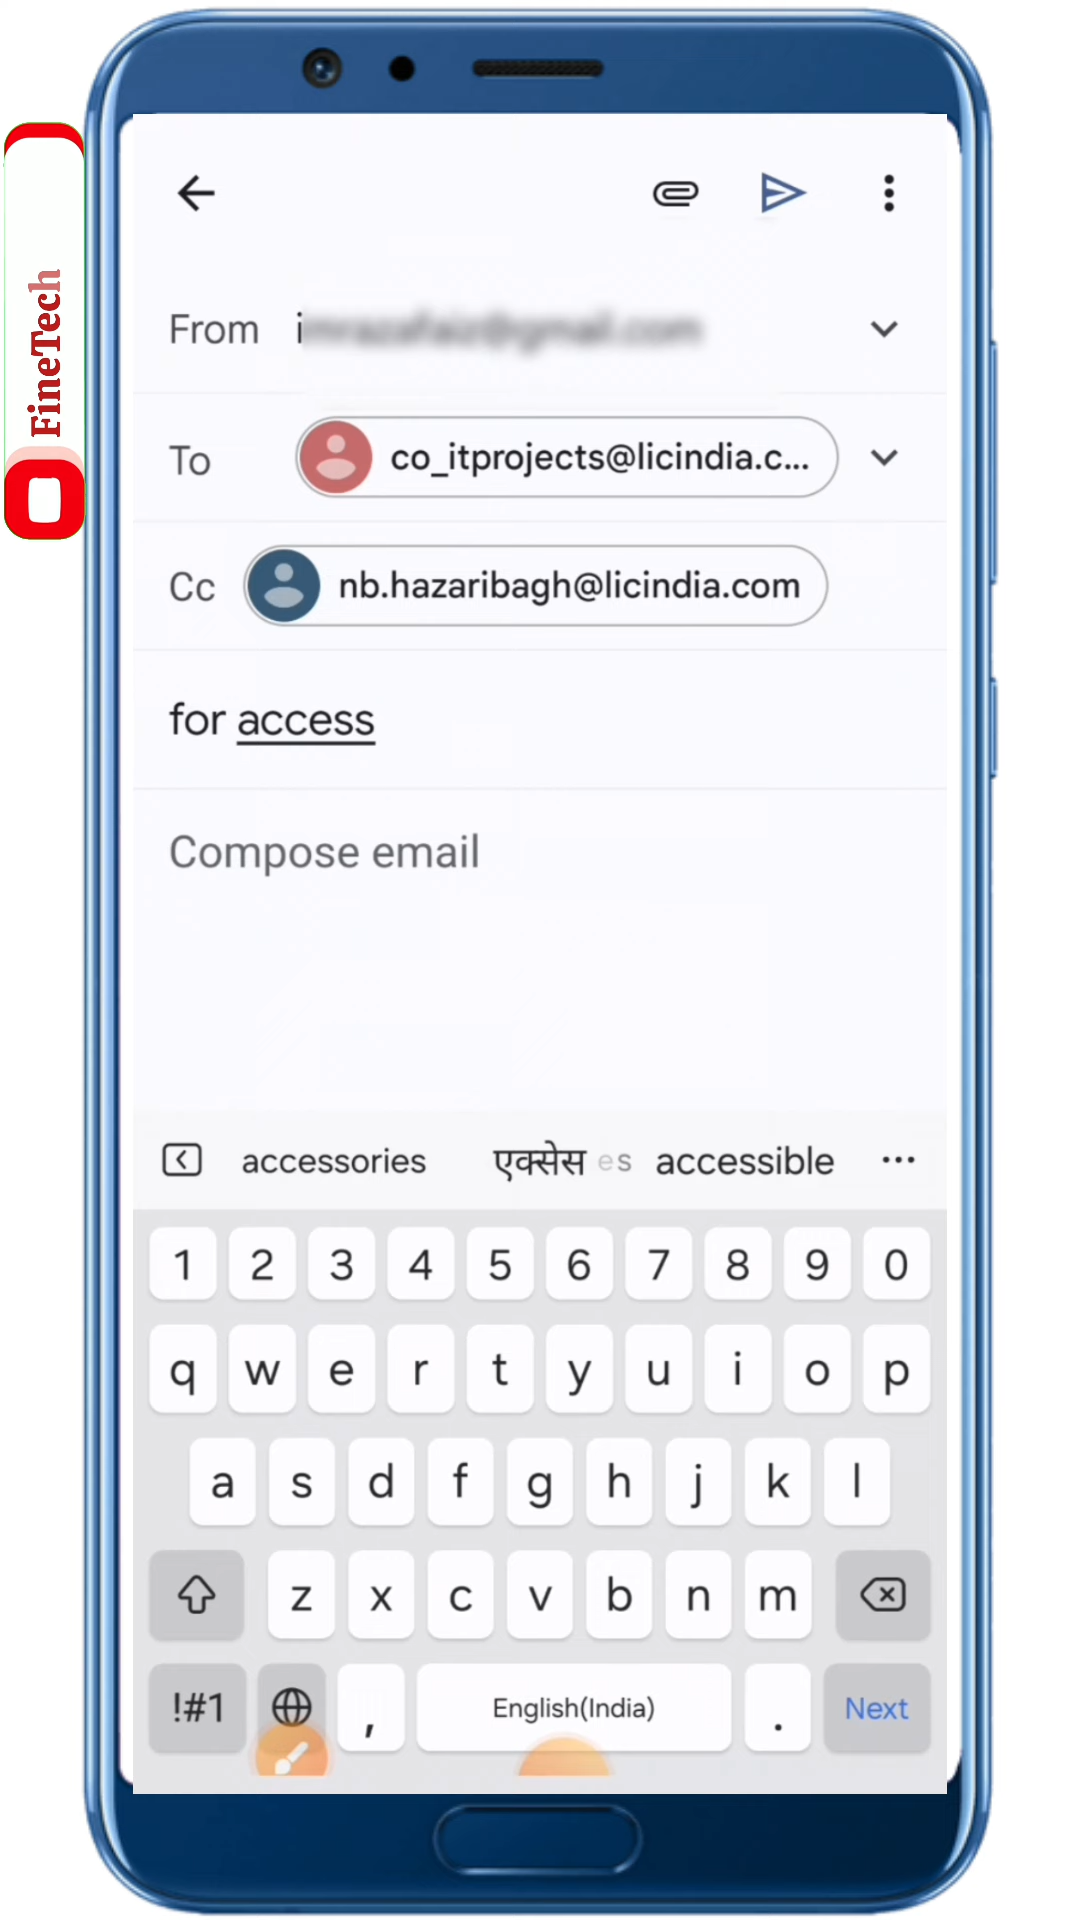 FineTech
From
To co_itprojects@licindia.c...
Cc nb.hazaribagh@licindia.com
for access
Compose email
accessories एक्सेस es accessible ...
1 2 3 4 5 6 7 8 9 0
q w e r t y u i o p
a s d f g h j k l
z x c v b n m
!#1 , English(India) . Next